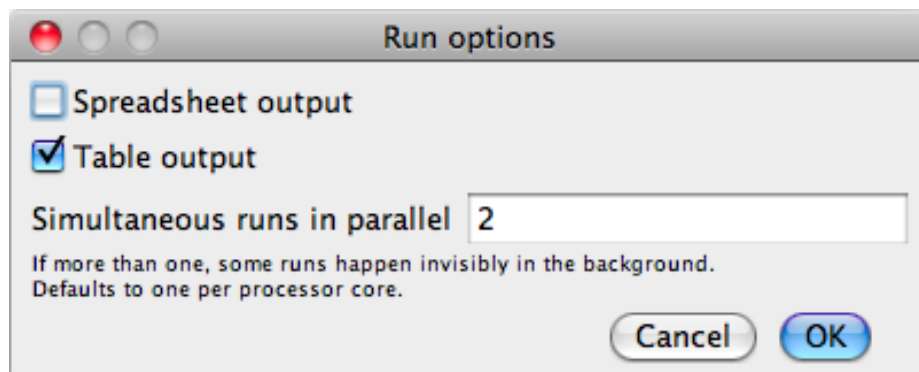 Run options
Spreadsheet output
Table output
Simultaneous runs in parallel 2
If more than one, some runs happen invisibly in the background.
Defaults to one per processor core.
Cancel OK